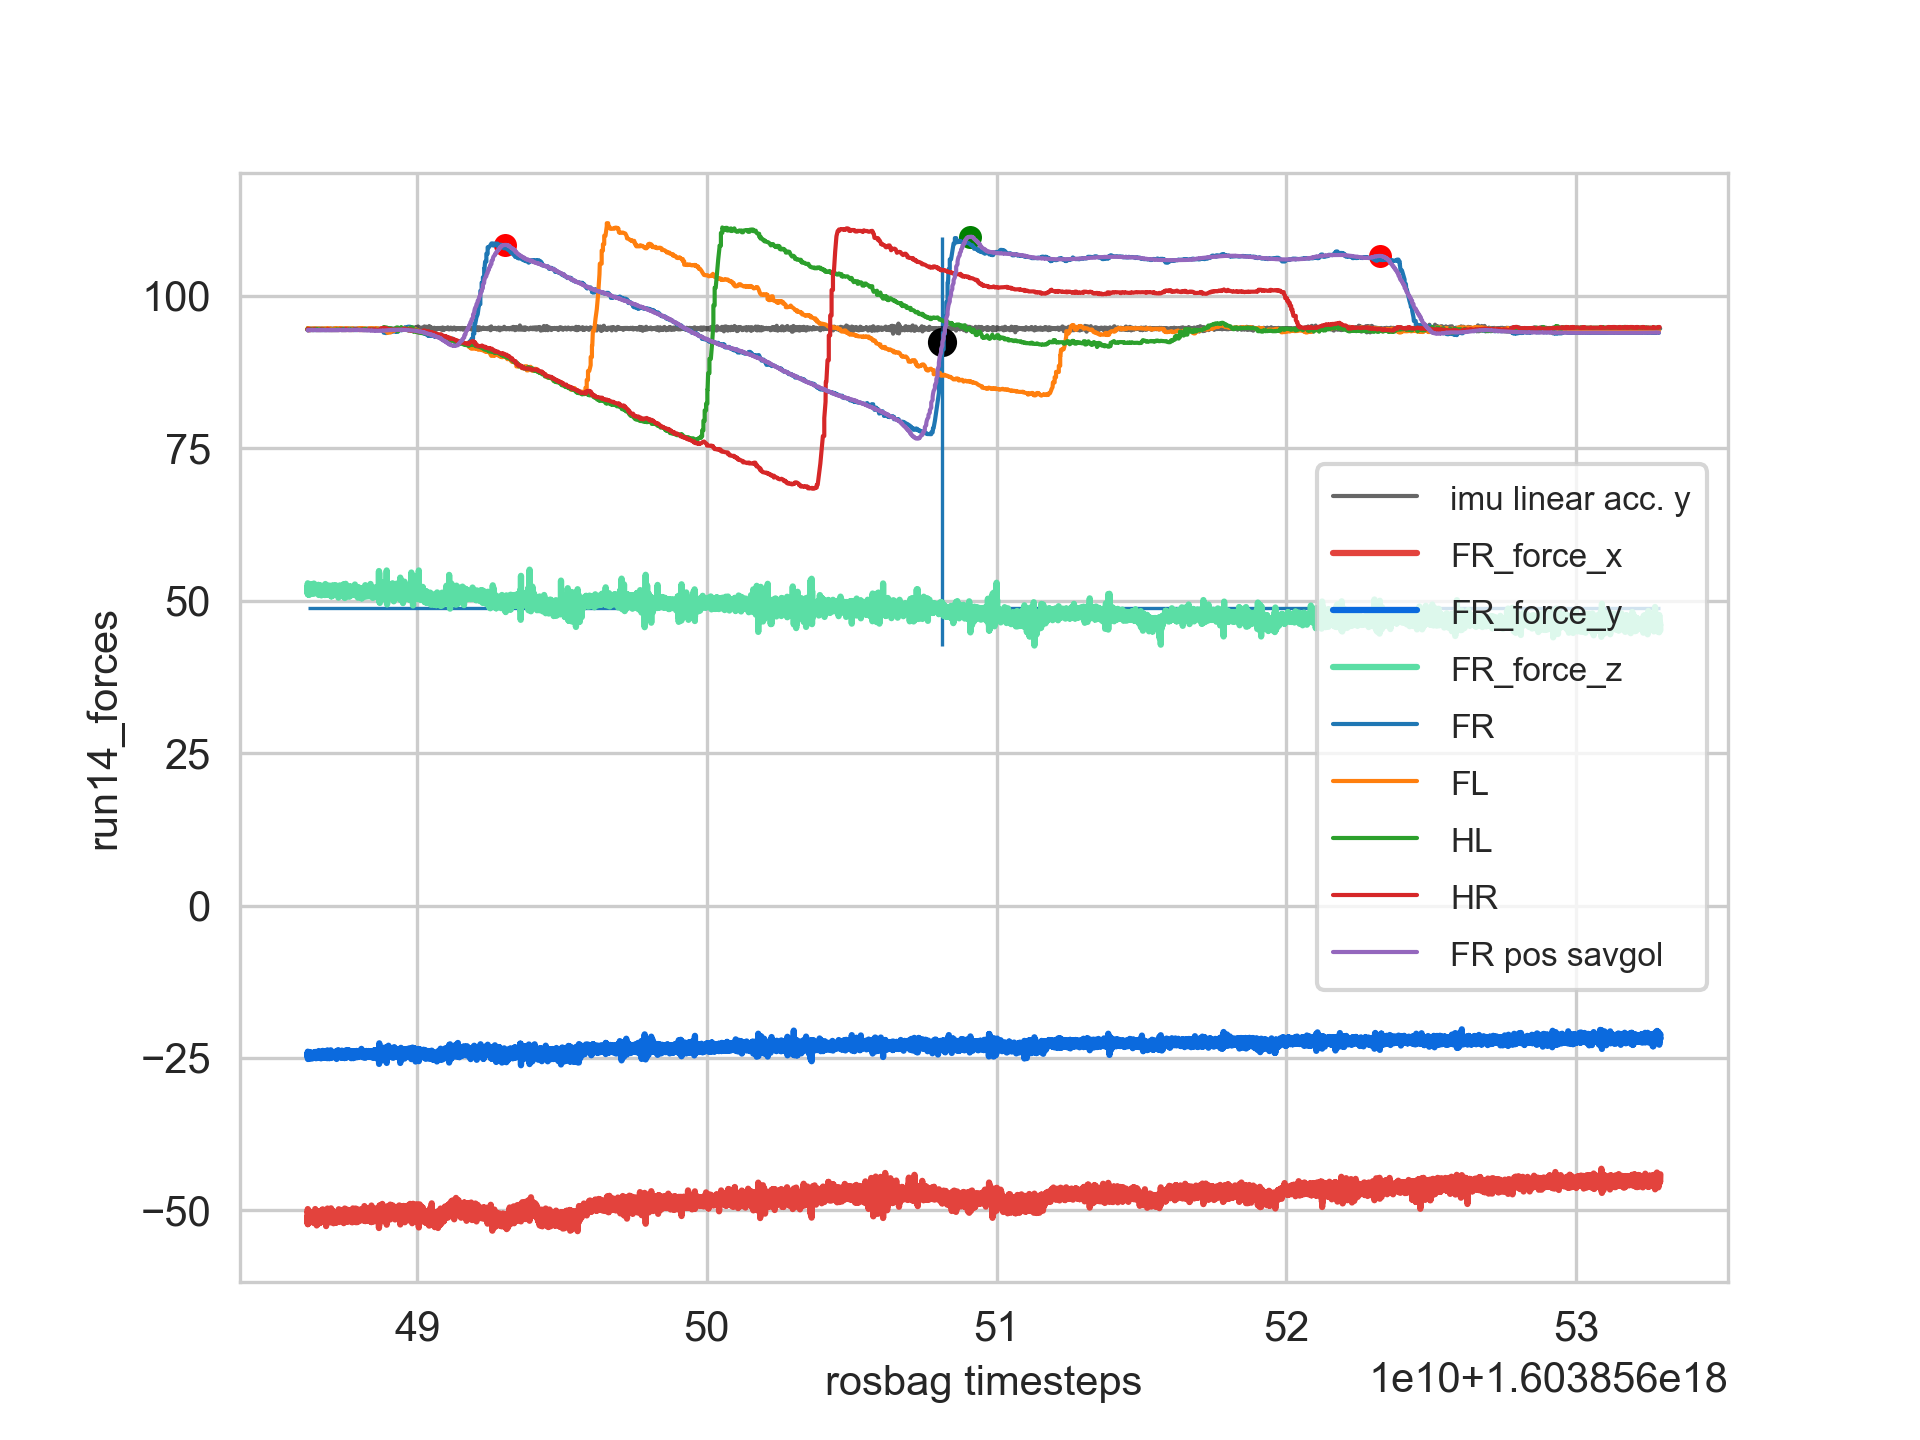 100
75
50
25
0
−25
−50
run14_forces
imu linear acc. y
FR_force_x
FR_force_y
FR_force_z
FR
FL
HL
HR
FR pos savgol
49 50 51 52 53
rosbag timesteps
1e10+1.603856e18